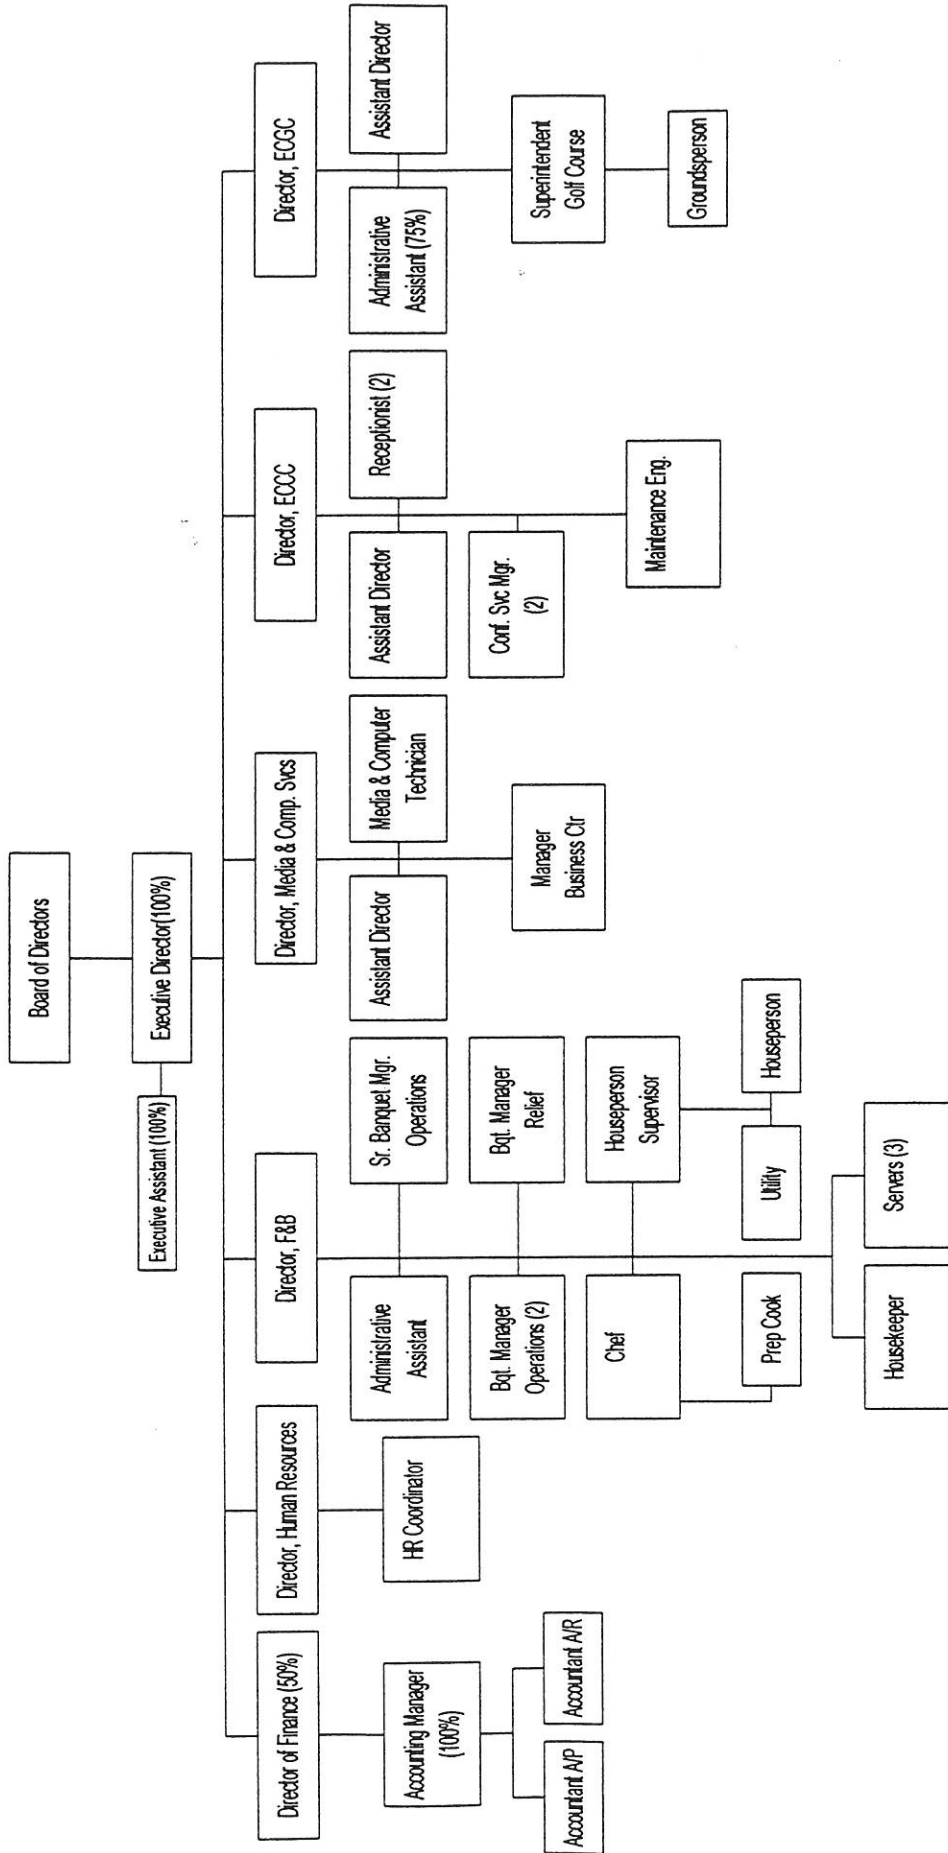 Board of Directors
Executive Assistant (100%)
Executive Director(100%)
Director of Finance (50%)
Director, Human Resources
Director, F&B
Director, Media & Comp. Svcs
Director, ECCC
Director, ECGC
Accounting Manager
(100%)
Accountant A/P
Accountant A/R
HR Coordinator
Administrative
Assistant
Sr. Banquet Mgr.
Operations
Bqt. Manager
Operations (2)
Bqt. Manager
Relief
Chef
Houseperson
Supervisor
Prep Cook
Utility
Houseperson
Housekeeper
Servers (3)
Assistant Director
Media & Computer
Technician
Manager
Business Ctr
Assistant Director
Receptionist (2)
Conf. Svc Mgr.
(2)
Maintenance Eng.
Administrative
Assistant (75%)
Assistant Director
Superintendent
Golf Course
Groundsperson